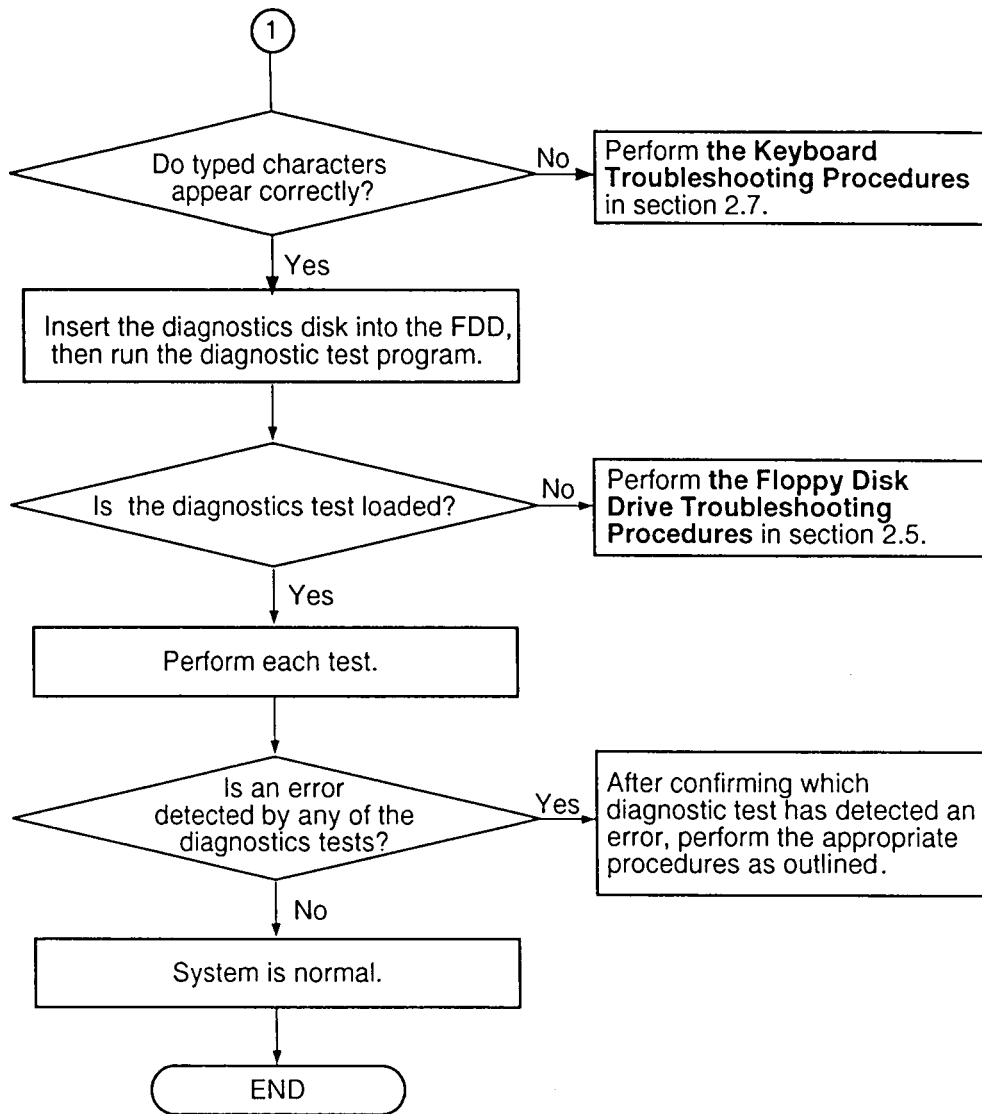 1
Do typed characters
appear correctly?
No
Perform the Keyboard
Troubleshooting Procedures
in section 2.7.
Yes
Insert the diagnostics disk into the FDD,
then run the diagnostic test program.
Is the diagnostics test loaded?
No
Perform the Floppy Disk
Drive Troubleshooting
Procedures in section 2.5.
Yes
Perform each test.
Is an error
detected by any of the
diagnostics tests?
Yes
After confirming which
diagnostic test has detected an
error, perform the appropriate
procedures as outlined.
No
System is normal.
END